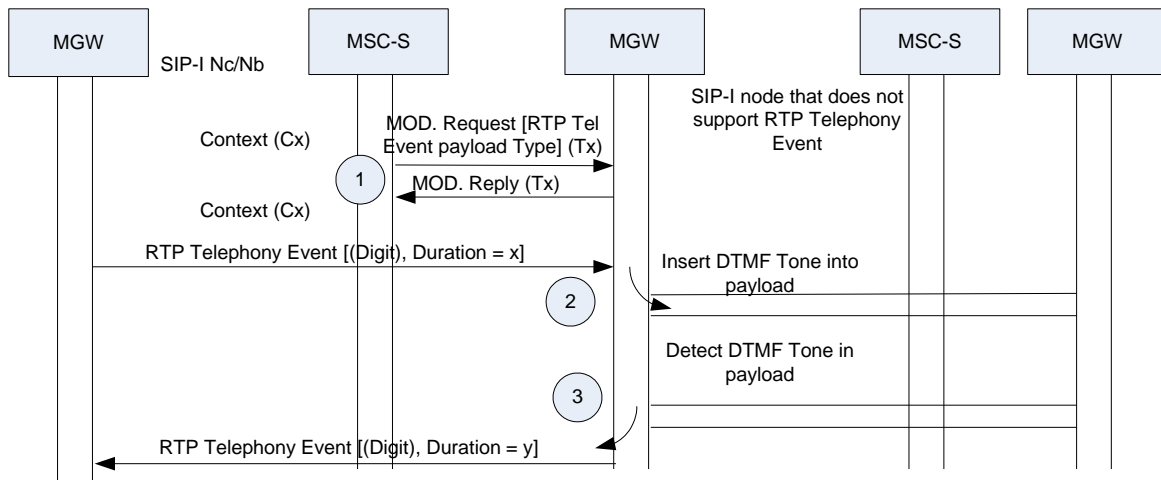 MGW
MSC-S
MGW
MSC-S
MGW
SIP-I Nc/Nb
SIP-I node that does not
support RTP Telephony
Event
Context (Cx)
MOD. Request [RTP Tel
Event payload Type] (Tx)
1
MOD. Reply (Tx)
Context (Cx)
RTP Telephony Event [(Digit), Duration = x]
Insert DTMF Tone into
payload
2
Detect DTMF Tone in
payload
3
RTP Telephony Event [(Digit), Duration = y]